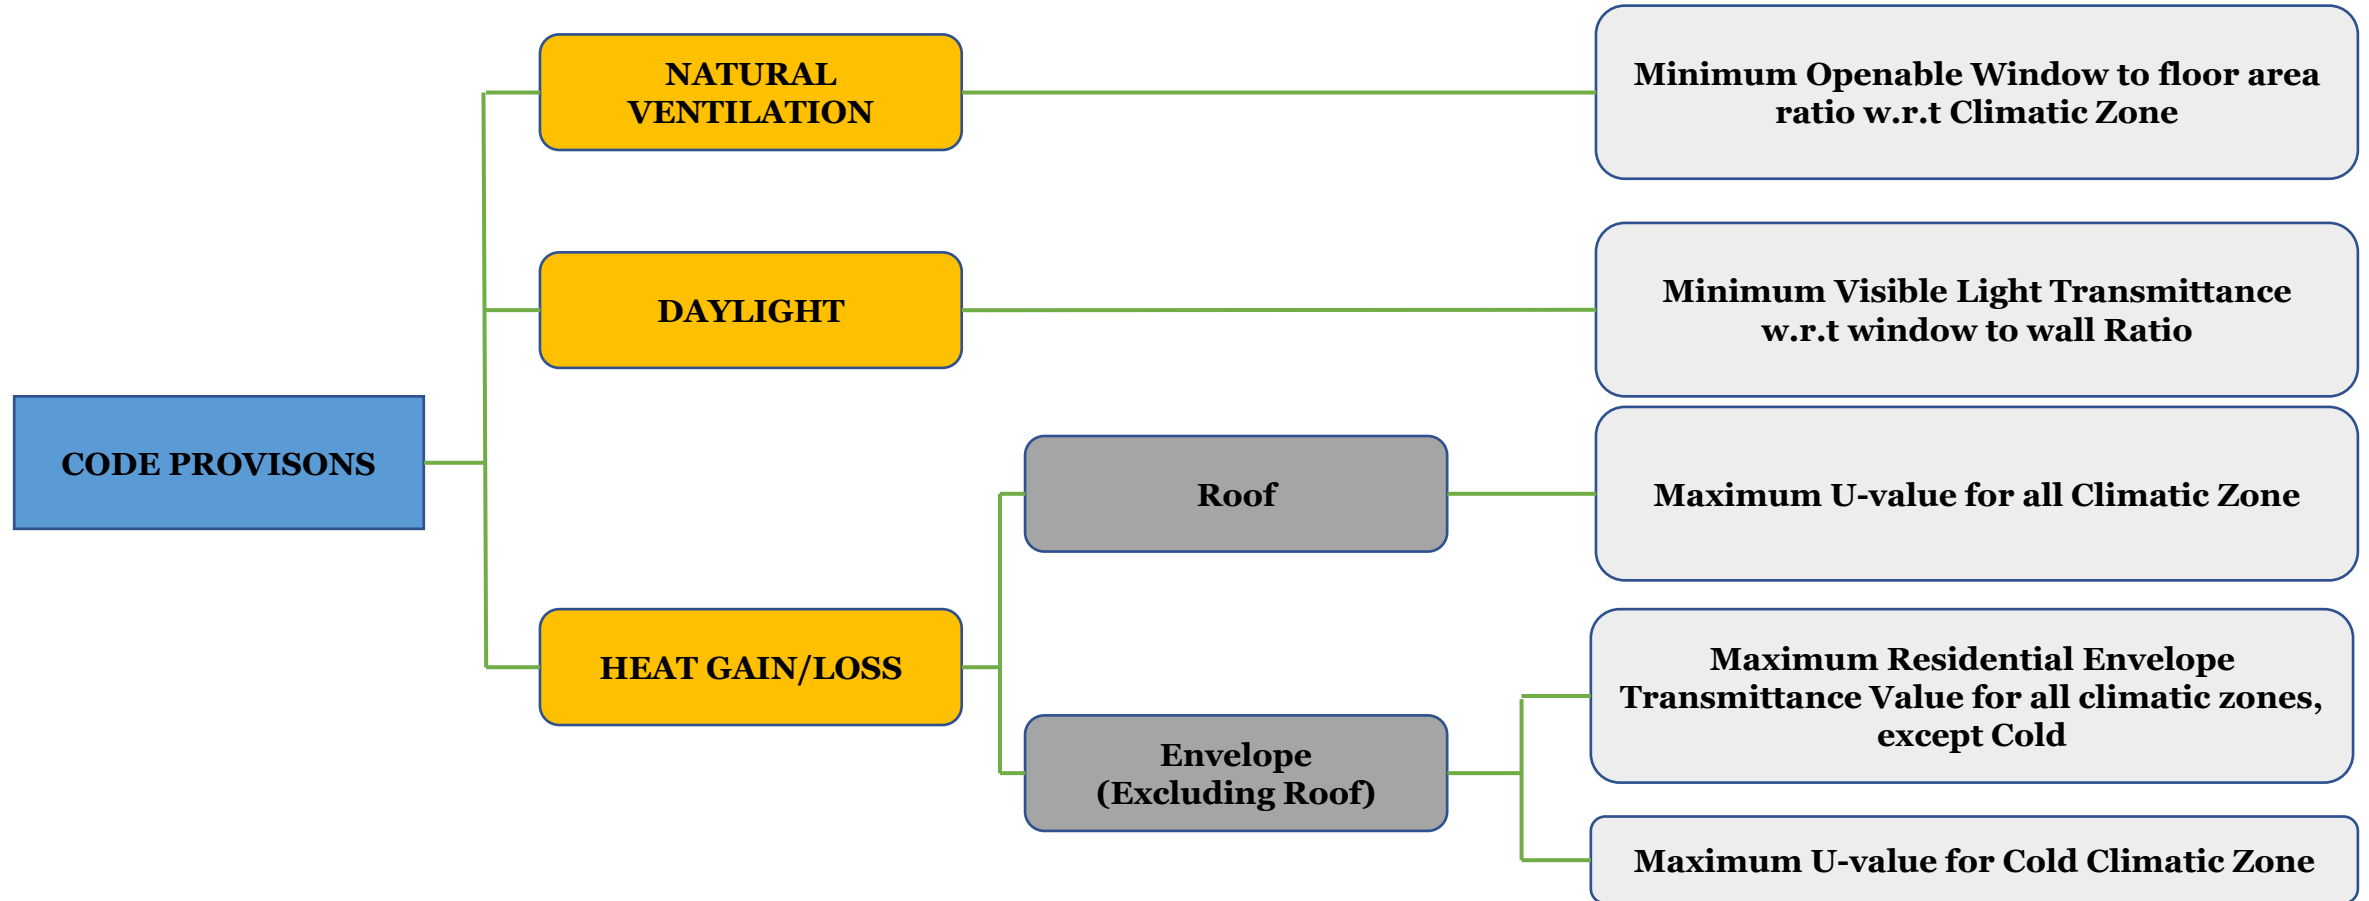 NATURAL
VENTILATION
Minimum Openable Window to floor area
ratio w.r.t Climatic Zone
DAYLIGHT
Minimum Visible Light Transmittance
w.r.t window to wall Ratio
CODE PROVISONS
Roof
Maximum U-value for all Climatic Zone
HEAT GAIN/LOSS
Maximum Residential Envelope
Transmittance Value for all climatic zones,
except Cold
Envelope
(Excluding Roof)
Maximum U-value for Cold Climatic Zone